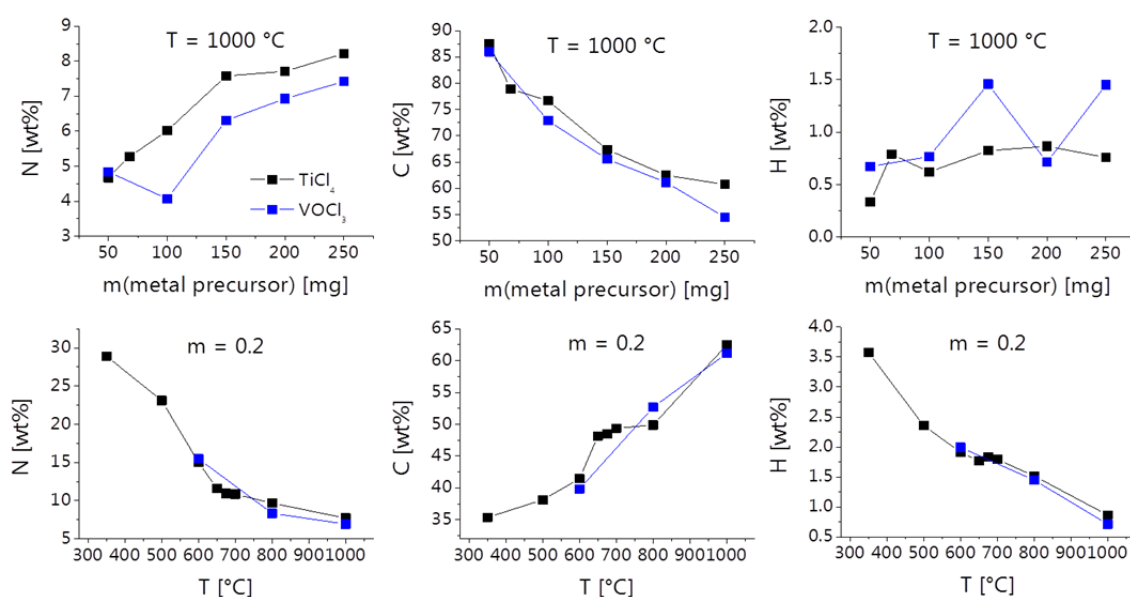 T = 1000 °C
N [wt%]
9
8
7
6
5
4
3
TiCl₄
VOCl₃
50 100 150 200 250
m(metal precursor) [mg]
T = 1000 °C
C [wt%]
90
85
80
75
70
65
60
55
50
50 100 150 200 250
m(metal precursor) [mg]
T = 1000 °C
H [wt%]
2.0
1.5
1.0
0.5
0.0
50 100 150 200 250
m(metal precursor) [mg]
m = 0.2
N [wt%]
30
25
20
15
10
5
300 400 500 600 700 800 9001000
T [°C]
m = 0.2
C [wt%]
65
60
55
50
45
40
35
300 400 500 600 700 800 9001000
T [°C]
m = 0.2
H [wt%]
4.0
3.5
3.0
2.5
2.0
1.5
1.0
0.5
300 400 500 600 700 800 9001000
T [°C]